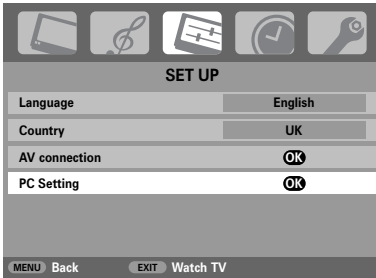 SET UP
Language English
Country UK
AV connection OK
PC Setting OK
MENU Back EXIT Watch TV